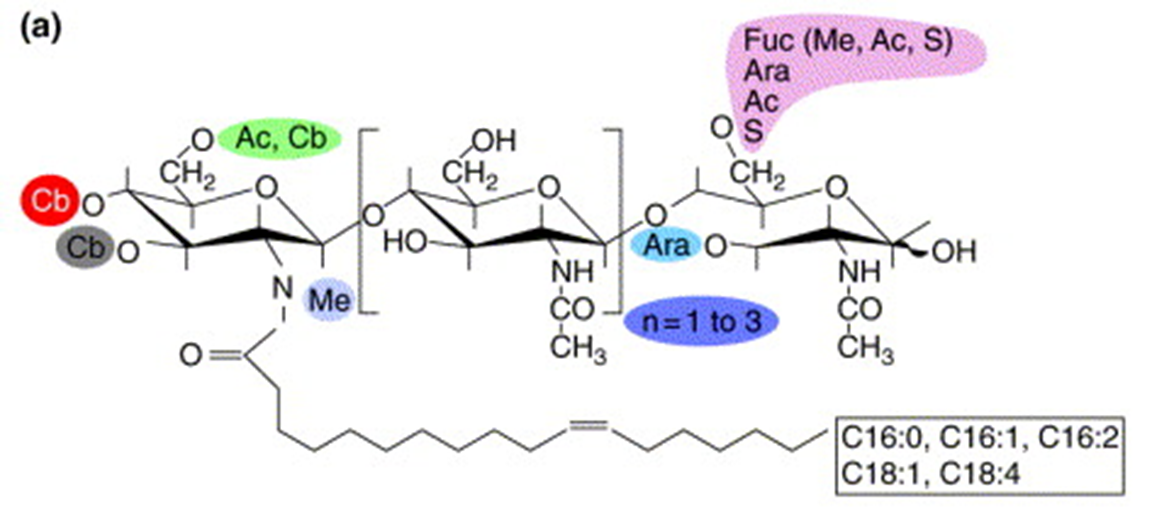 (a)
Fuc (Me, Ac, S)
Ara
Ac
S
O
O
Ac, Cb
OH
CH2
CH2
CH2
O
O
O
Cb
O
O
O
Cb
O
HO
Ara
O
OH
N
Me
NH
NH
n=1 to 3
CO
CO
O
CH3
CH3
C16:0, C16:1, C16:2
C18:1, C18:4